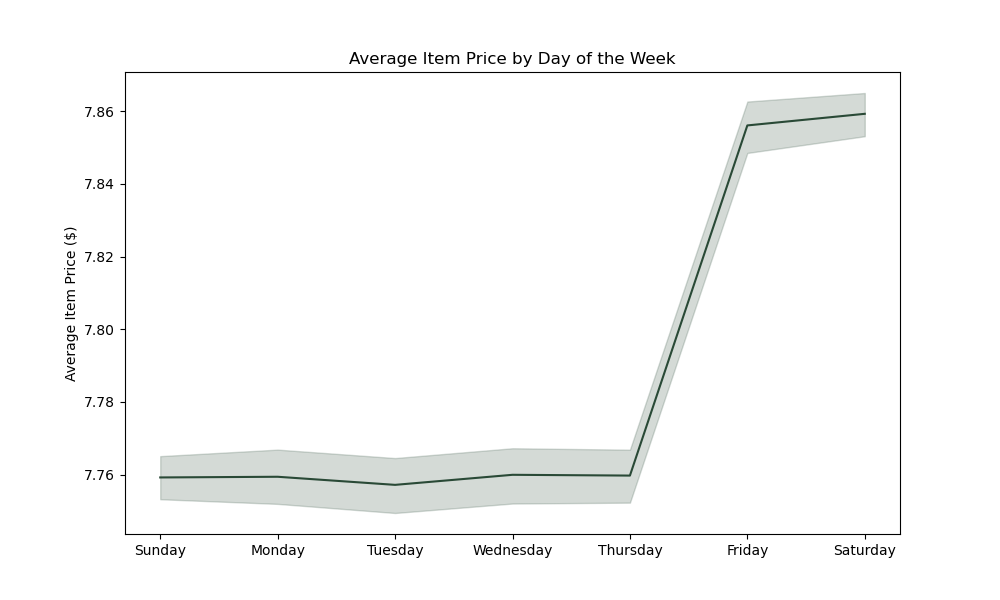 Average Item Price by Day of the Week
Average Item Price ($)
7.86
7.84
7.82
7.80
7.78
7.76
Sunday Monday Tuesday Wednesday Thursday Friday Saturday